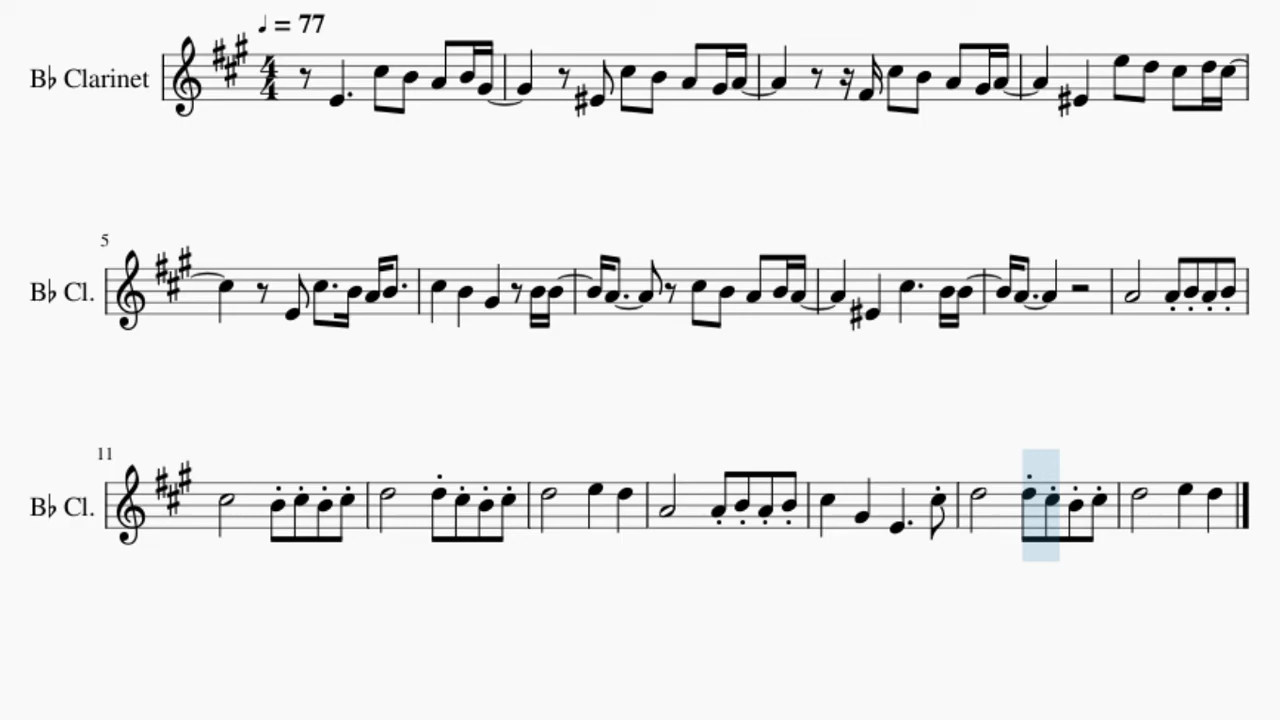 ♩ = 77
B♭ Clarinet
4
4
5
B♭ Cl.
11
B♭ Cl.